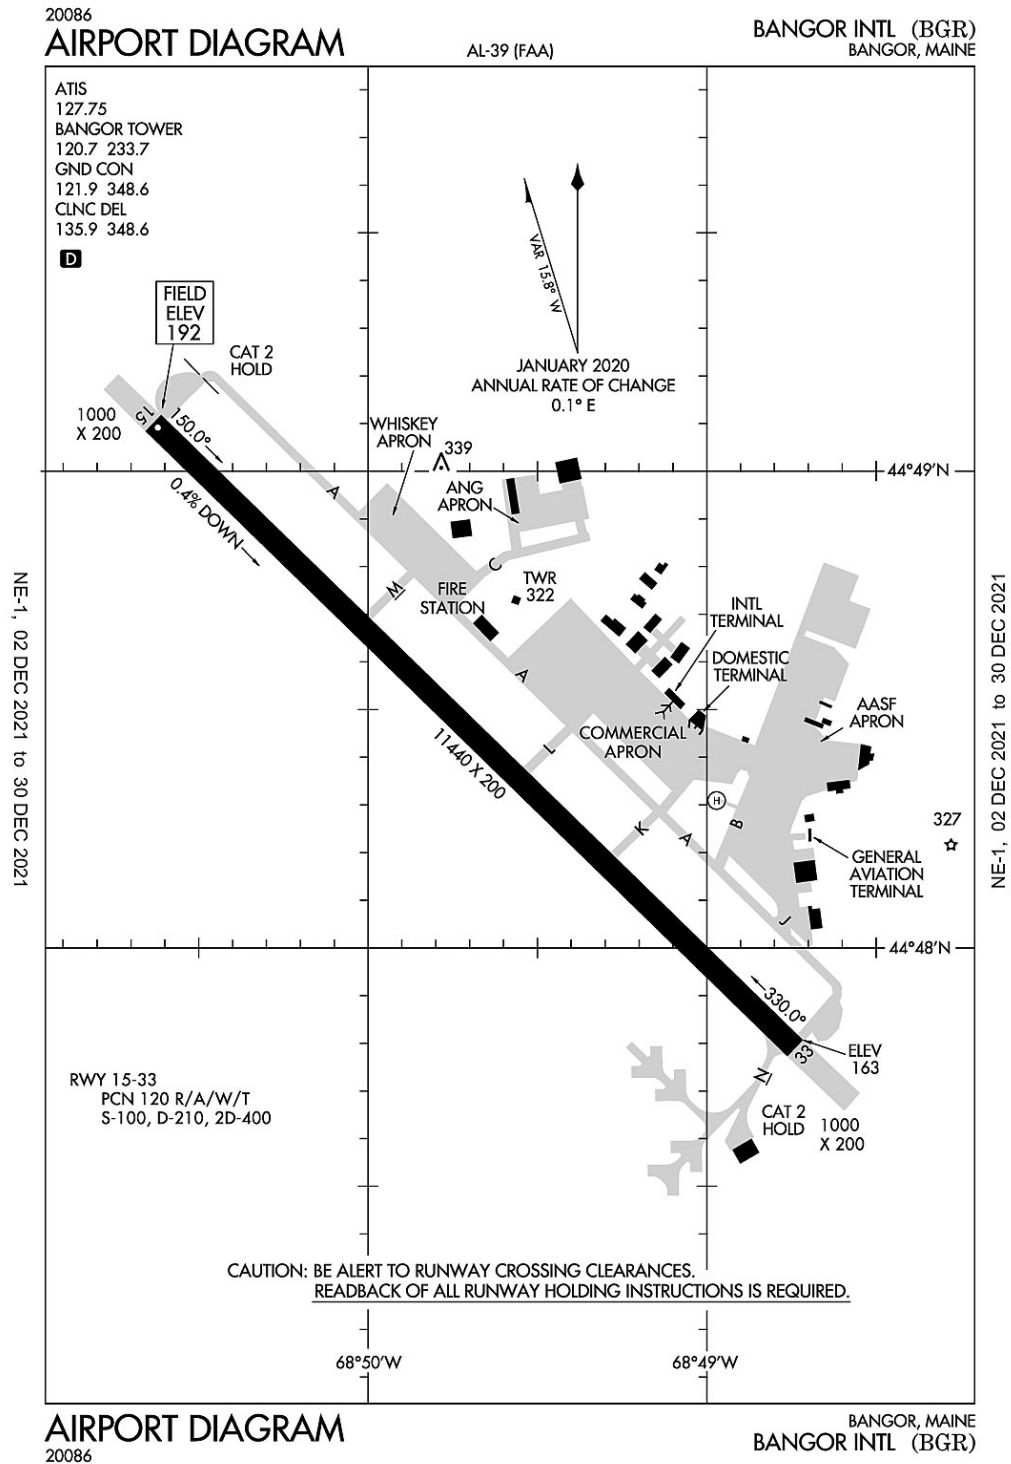 20086
AIRPORT DIAGRAM
AL-39 (FAA)
BANGOR INTL (BGR)
BANGOR, MAINE
ATIS
127.75
BANGOR TOWER
120.7 233.7
GND CON
121.9 348.6
CLNC DEL
135.9 348.6
D
VAR 15.8° W
JANUARY 2020
ANNUAL RATE OF CHANGE
0.1° E
FIELD
ELEV
192
CAT 2
HOLD
1000
X 200
15
150.0°
0.4% DOWN
A
WHISKEY
APRON
339
ANG
APRON
44°49'N
C
M
FIRE
STATION
TWR
322
INTL
TERMINAL
DOMESTIC
TERMINAL
A
AASF
APRON
COMMERCIAL
APRON
L
11440 X 200
H
K
A
B
327
GENERAL
AVIATION
TERMINAL
J
44°48'N
330.0°
33
ELEV
163
N
CAT 2
HOLD
1000
X 200
RWY 15-33
PCN 120 R/A/W/T
S-100, D-210, 2D-400
CAUTION: BE ALERT TO RUNWAY CROSSING CLEARANCES.
READBACK OF ALL RUNWAY HOLDING INSTRUCTIONS IS REQUIRED.
68°50'W
68°49'W
NE-1, 02 DEC 2021 to 30 DEC 2021
NE-1, 02 DEC 2021 to 30 DEC 2021
AIRPORT DIAGRAM
20086
BANGOR, MAINE
BANGOR INTL (BGR)